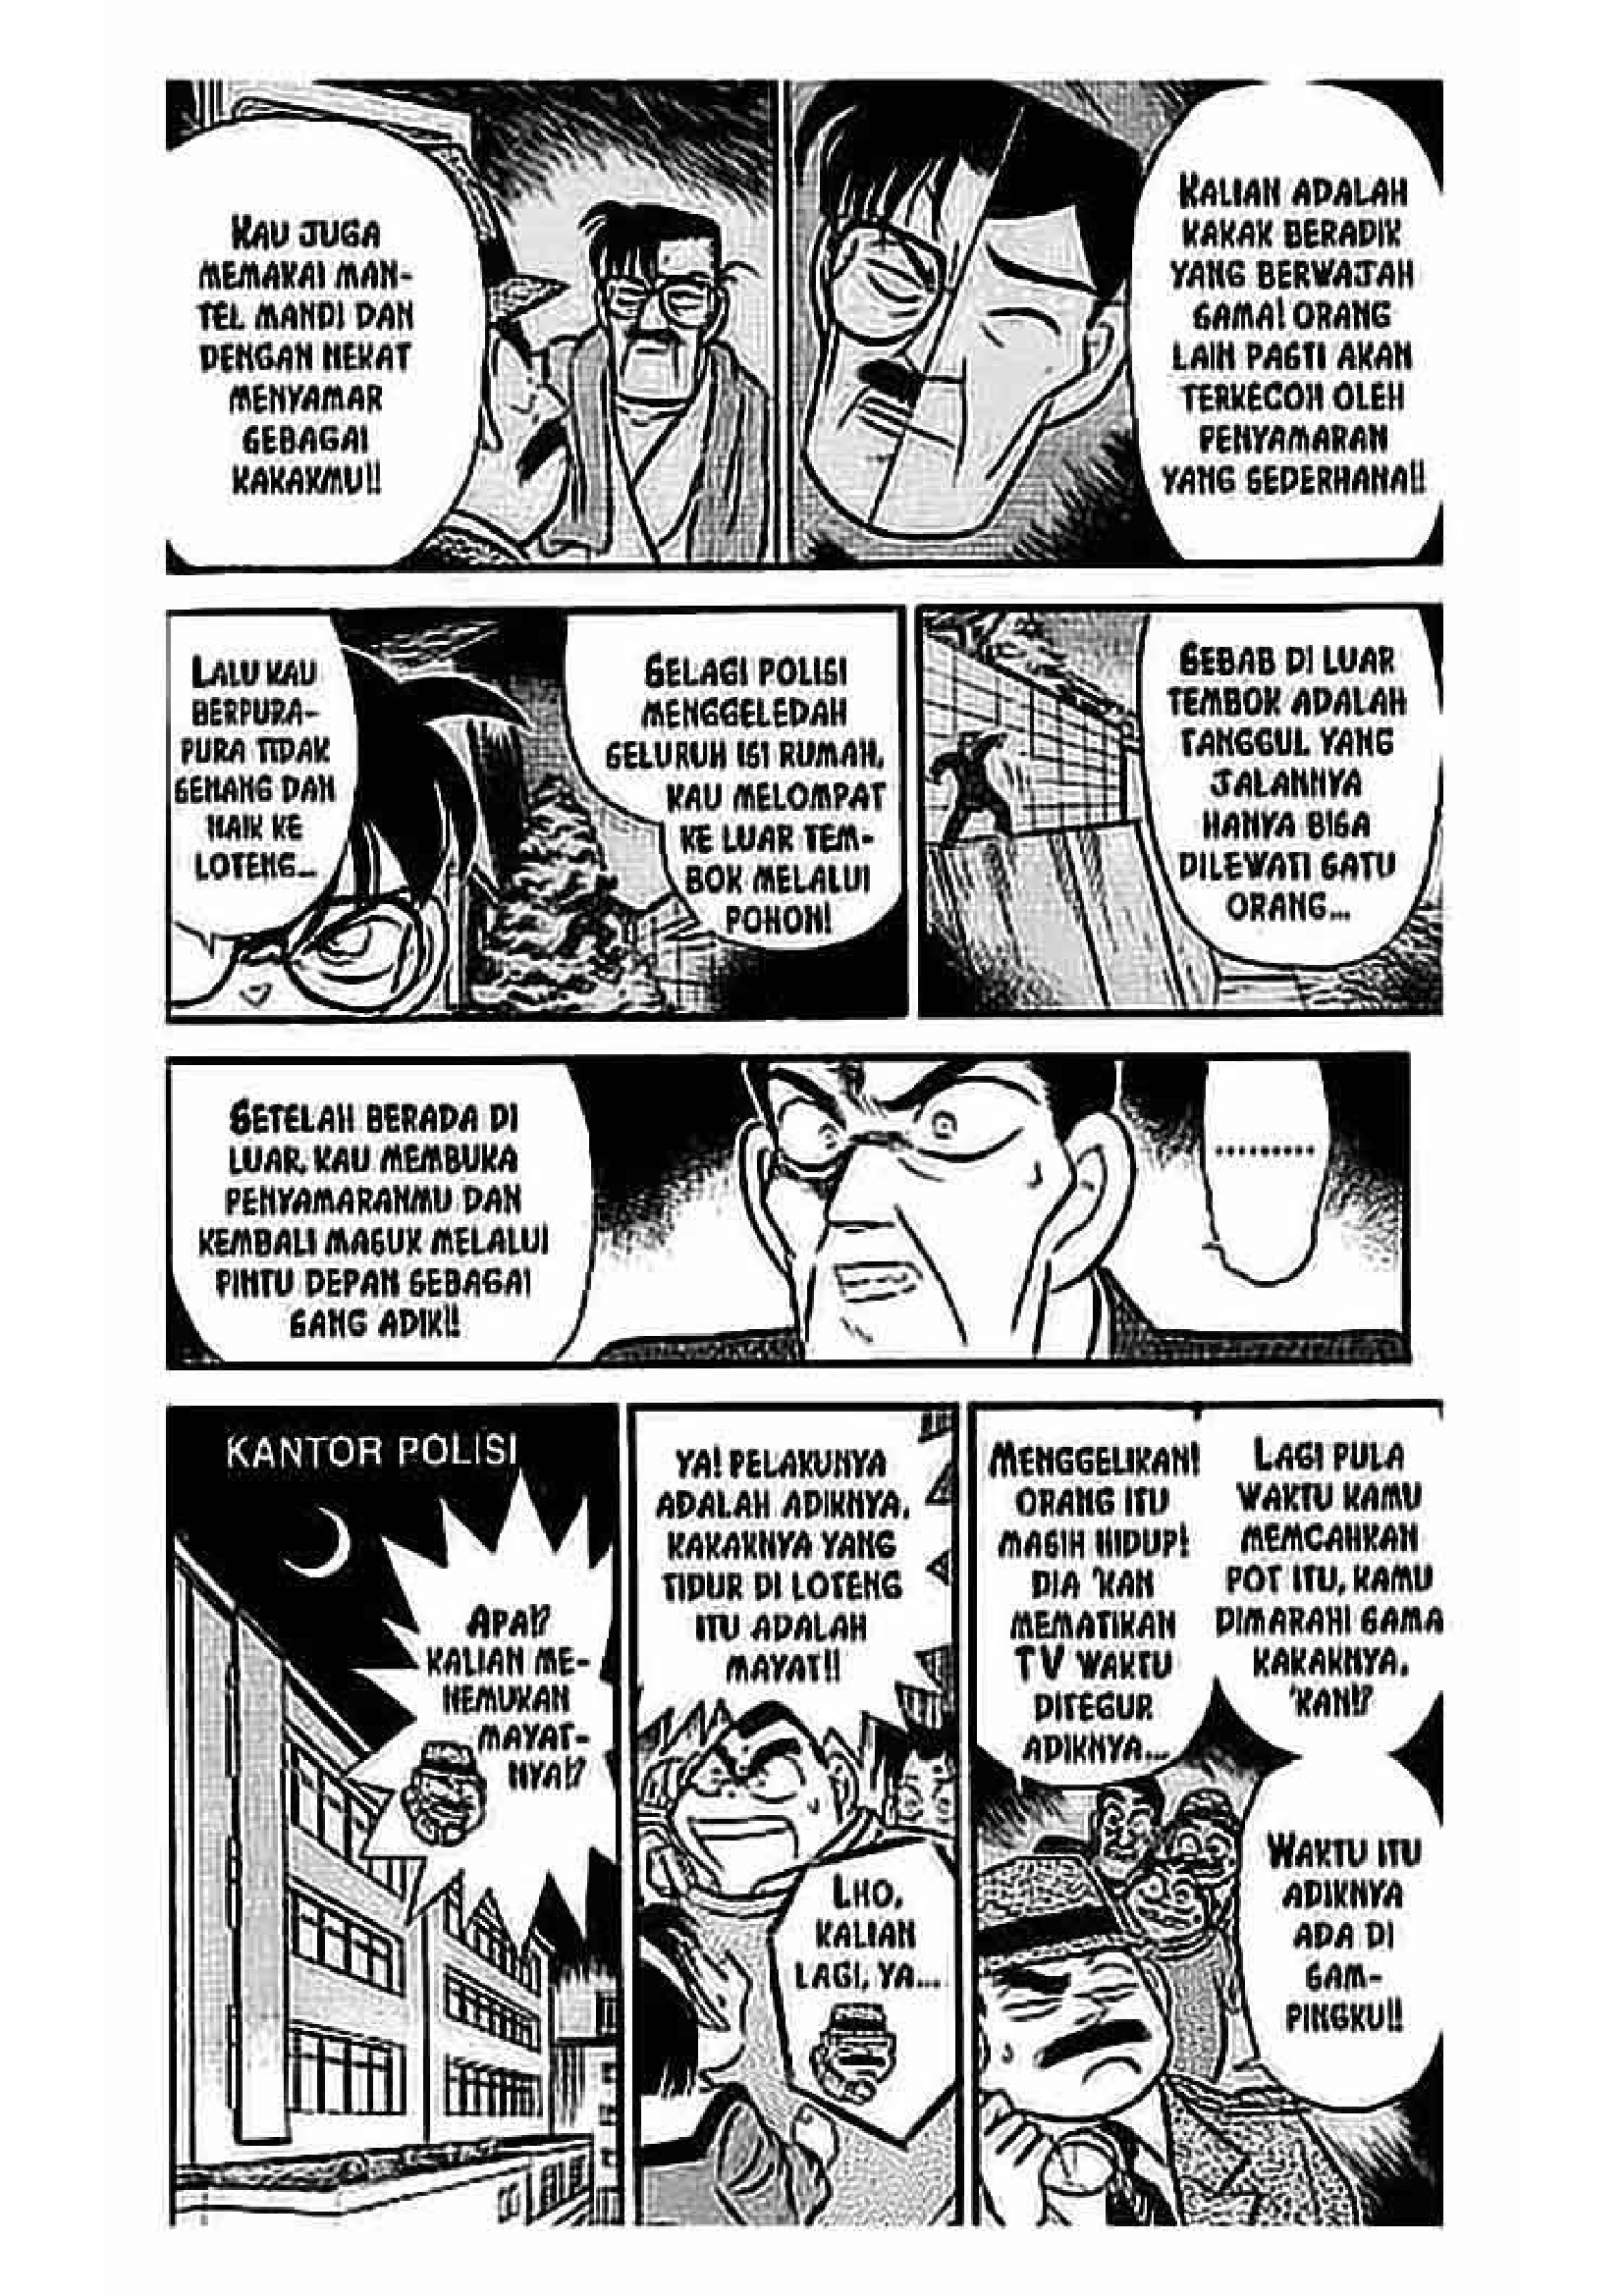 KAU JUGA
MEMAKAI MAN-
TEL MANDI DAN
DENGAN NEKAT
MENYAMAR
SEBAGAI
KAKAKMU!!
KALIAN ADALAH
KAKAK BERADIK
YANG BERWAJAH
SAMA! ORANG
LAIN PASTI AKAN
TERKECOH OLEH
PENYAMARAN
YANG SEDERHANA!!
LALU KAU
BERPURA-
PURA TIDAK
SENANG DAN
NAIK KE
LOTENG...
SELAGI POLISI
MENGGELEDAH
SELURUH ISI RUMAH,
KAU MELOMPAT
KE LUAR TEM-
BOK MELALUI
POHON!
SEBAB DI LUAR
TEMBOK ADALAH
TANGGUL YANG
JALANNYA
HANYA BISA
DILEWATI SATU
ORANG...
SETELAH BERADA DI
LUAR, KAU MEMBUKA
PENYAMARANMU DAN
KEMBALI MASUK MELALUI
PINTU DEPAN SEBAGAI
SANG ADIK!!
.........
KANTOR POLISI
APA!?
KALIAN ME-
NEMUKAN
MAYAT-
NYA!?
YA! PELAKUNYA
ADALAH ADIKNYA,
KAKAKNYA YANG
TIDUR DI LOTENG
ITU ADALAH
MAYAT!!
LHO,
KALIAN
LAGI, YA...
MENGGELIKAN!
ORANG ITU
MASIH HIDUP!
DIA 'KAN
MEMATIKAN
TV WAKTU
DITEGUR
ADIKNYA...
LAGI PULA
WAKTU KAMU
MEMCAHKAN
POT ITU, KAMU
DIMARAHI SAMA
KAKAKNYA,
'KAN!?
WAKTU ITU
ADIKNYA
ADA DI
SAM-
PINGKU!!